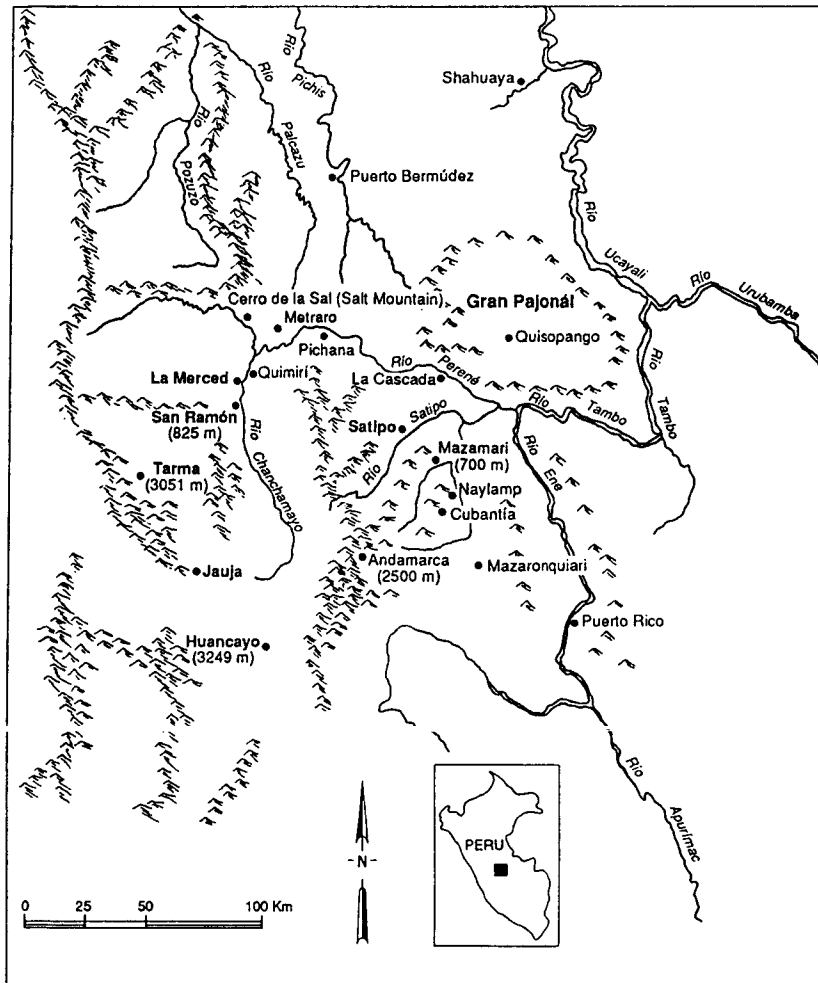 Río
Pichis
Río
Palcazu
Río
Pozuzo
Shahuaya
Puerto Bermúdez
Río
Ucayali
Río
Urubamba
Cerro de la Sal (Salt Mountain)
Metraro
Pichana
Gran Pajonál
Quisopango
Río
Perené
La Merced
Quimirí
La Cascada
San Ramón
(825 m)
Río
Chanchamayo
Satipo
Río
Satipo
Río
Tambo
Río
Tambo
Mazamari
(700 m)
Río
Ene
Tarma
(3051 m)
Naylamp
Cubantía
Jauja
Andamarca
(2500 m)
Mazaronquiari
Huancayo
(3249 m)
Puerto Rico
Río
Apurímac
PERU
-N-
0
50
100 Km